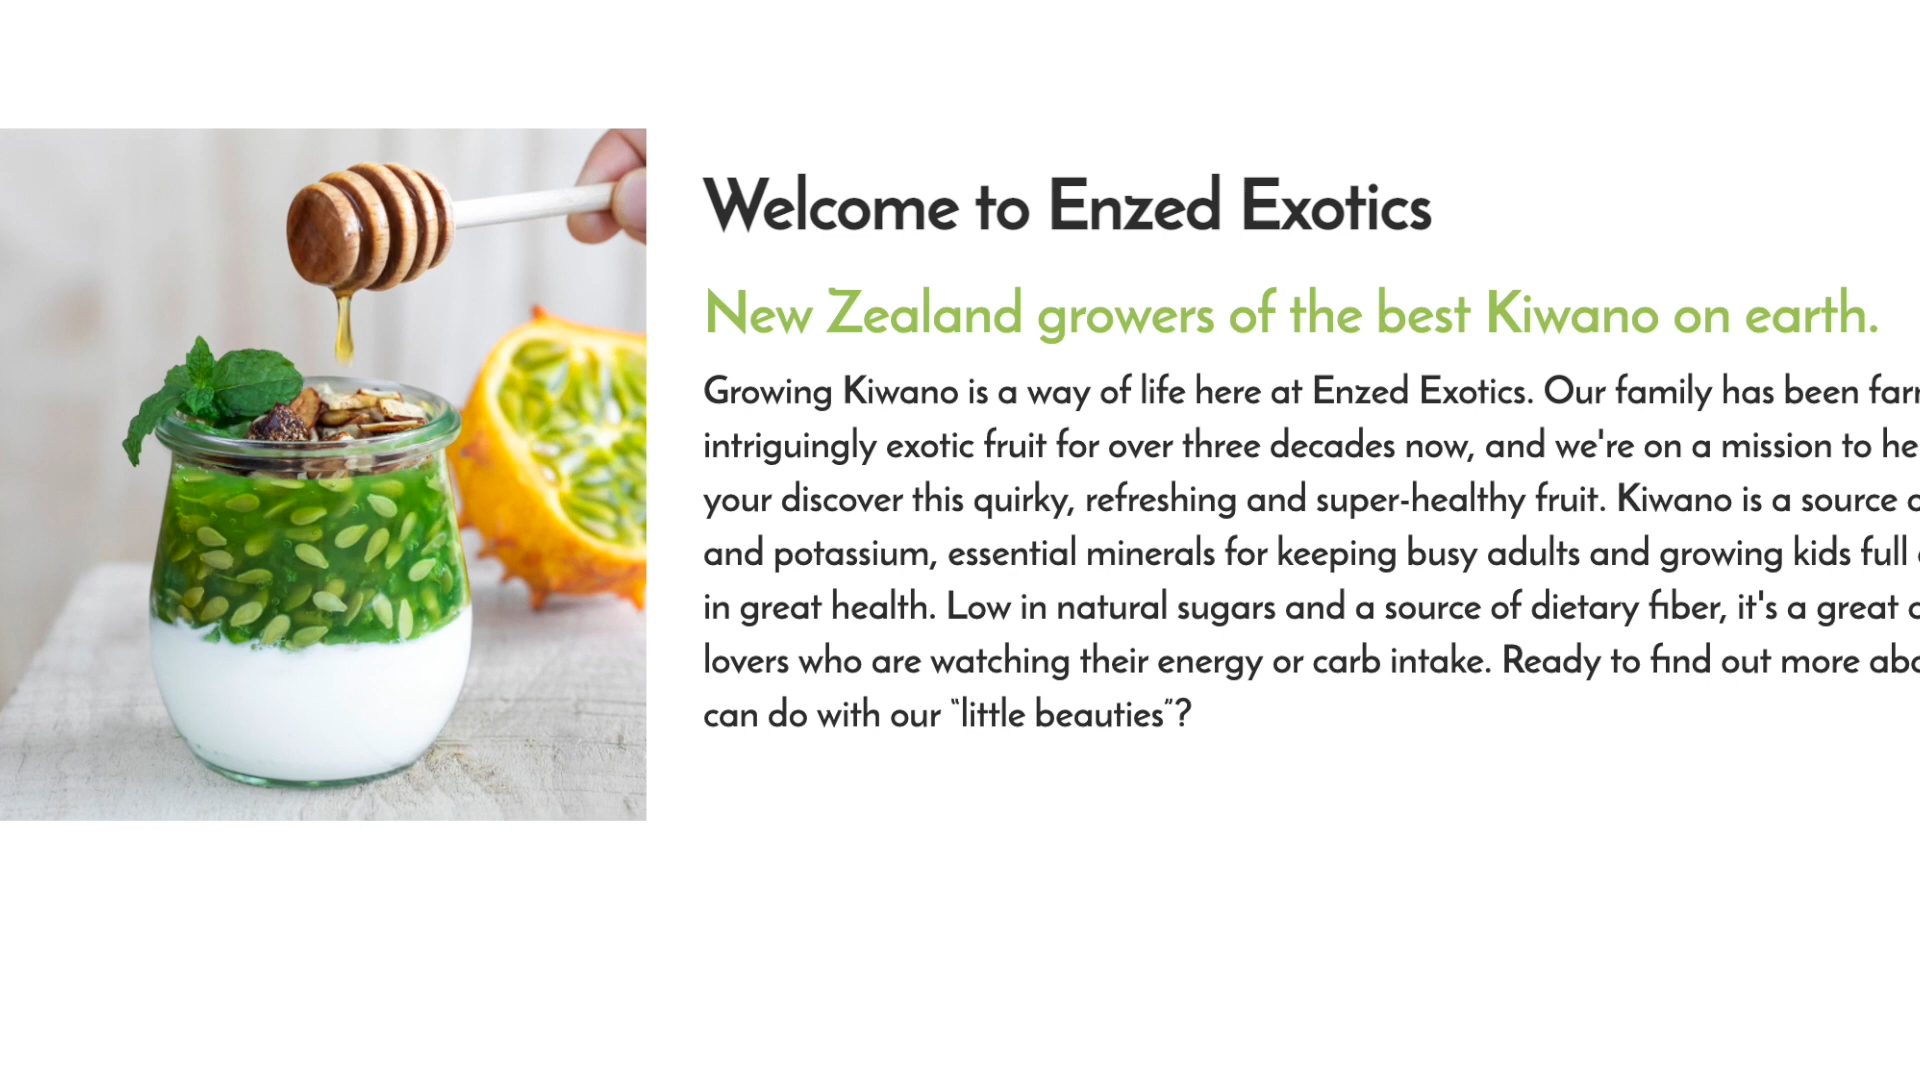 Welcome to Enzed Exotics
New Zealand growers of the best Kiwano on earth.
Growing Kiwano is a way of life here at Enzed Exotics. Our family has been
intriguingly exotic fruit for over three decades now, and we're on a mission to
your discover this quirky, refreshing and super-healthy fruit. Kiwano is a source
and potassium, essential minerals for keeping busy adults and growing kids full
in great health. Low in natural sugars and a source of dietary fiber, it's a great
lovers who are watching their energy or carb intake. Ready to find out more
can do with our “little beauties”?